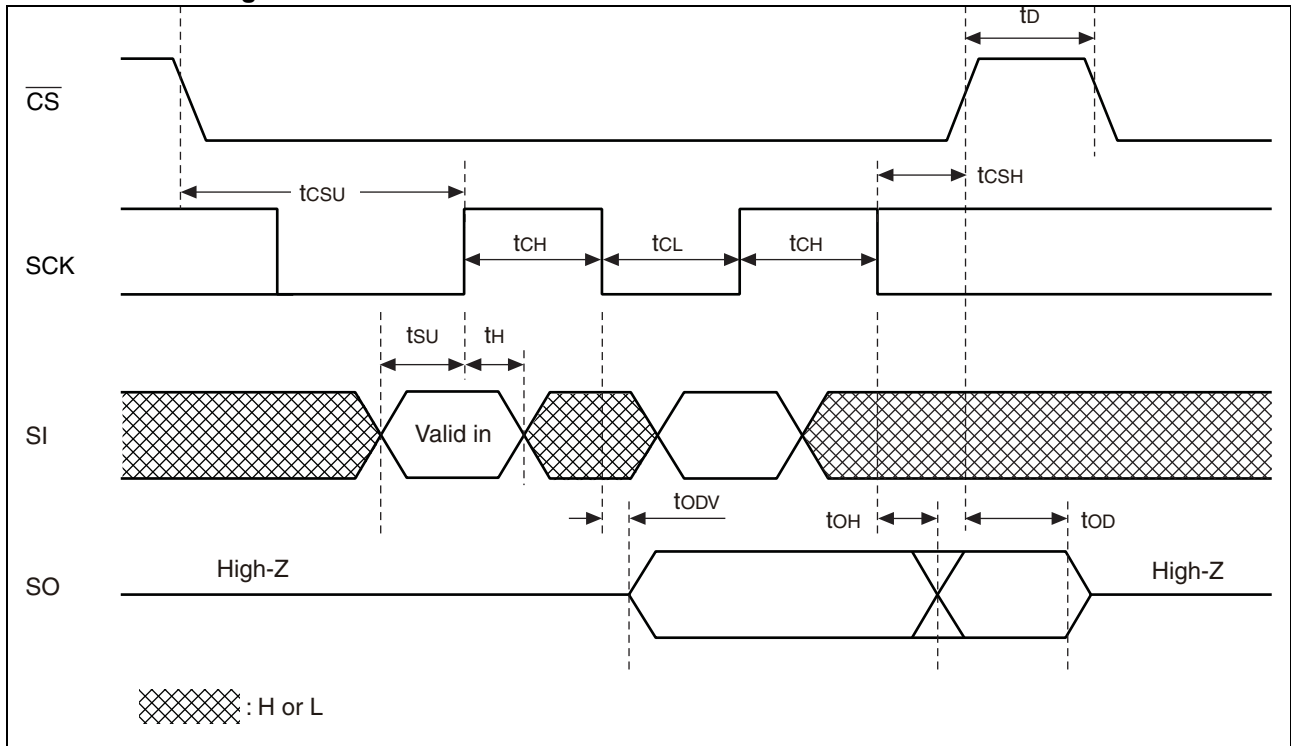 tD
CS
tCSU
tCSH
SCK
tCH
tCL
tCH
tSU
tH
SI
Valid in
tODV
tOH
tOD
SO
High-Z
High-Z
: H or L